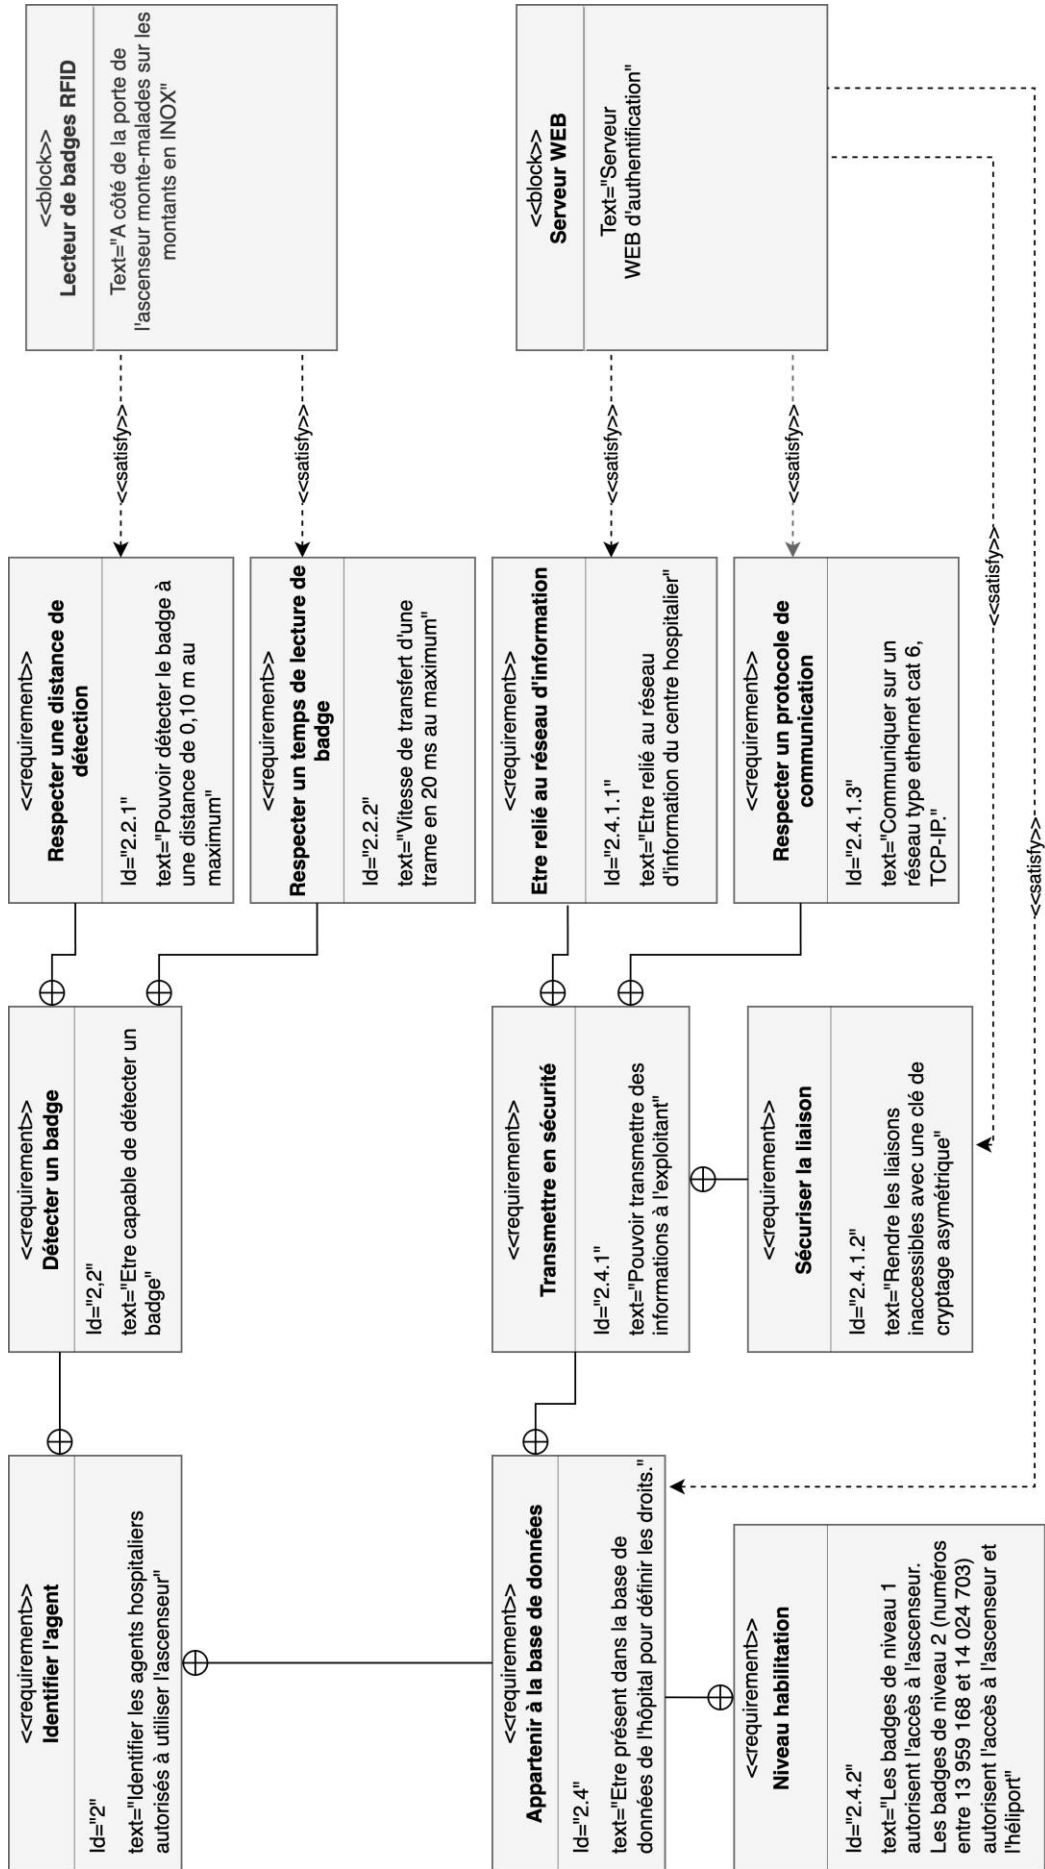 <<requirement>>
Identifier l'agent
Id="2"
text="Identifier les agents hospitaliers
autorisés à utiliser l'ascenseur"
<<requirement>>
Détecter un badge
Id="2,2"
text="Etre capable de détecter un
badge"
<<requirement>>
Respecter une distance de
détection
Id="2.2.1"
text="Pouvoir détecter le badge à
une distance de 0,10 m au
maximum"
<<satisfy>>
<<block>>
Lecteur de badges RFID
Text="A côté de la porte de
l'ascenseur monte-malades sur les
montants en INOX"
<<requirement>>
Respecter un temps de lecture de
badge
Id="2.2.2"
text="Vitesse de transfert d'une
trame en 20 ms au maximum"
<<satisfy>>
<<requirement>>
Appartenir à la base de données
Id="2.4"
text="Etre présent dans la base de
données de l'hôpital pour définir les droits."
<<requirement>>
Transmettre en sécurité
Id="2.4.1"
text="Pouvoir transmettre des
informations à l'exploitant"
<<requirement>>
Etre relié au réseau d'information
Id="2.4.1.1"
text="Etre relié au réseau
d'information du centre hospitalier"
<<satisfy>>
<<block>>
Serveur WEB
Text="Serveur
WEB d'authentification"
<<requirement>>
Niveau habilitation
Id="2.4.2"
text="Les badges de niveau 1
autorisent l'accès à l'ascenseur.
Les badges de niveau 2 (numéros
entre 13 959 168 et 14 024 703)
autorisent l'accès à l'ascenseur et
l'héliport"
<<requirement>>
Sécuriser la liaison
Id="2.4.1.2"
text="Rendre les liaisons
inaccessibles avec une clé de
cryptage asymétrique"
<<requirement>>
Respecter un protocole de
communication
Id="2.4.1.3"
text="Communiquer sur un
réseau type ethernet cat 6,
TCP-IP."
<<satisfy>>
<<satisfy>>
<<satisfy>>